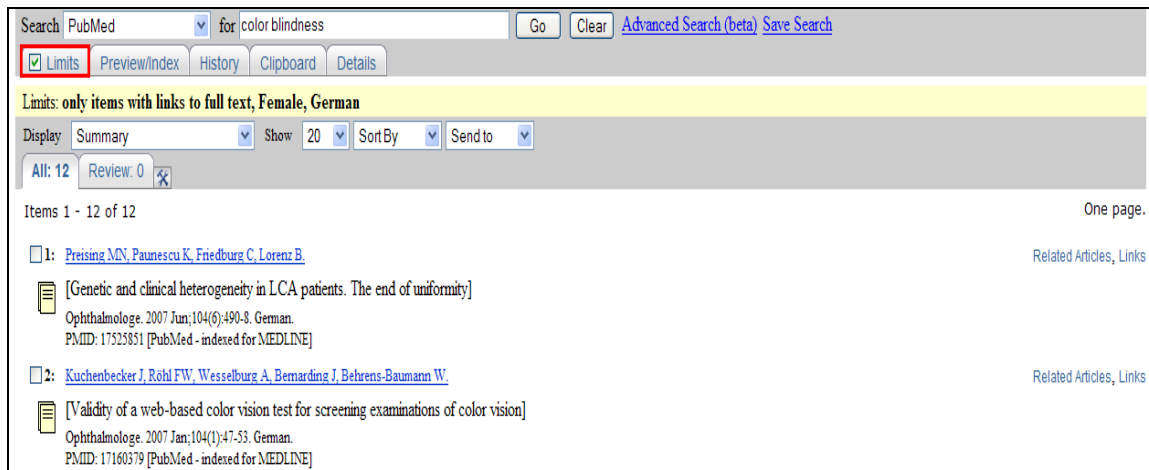 Search PubMed for color blindness Go Clear Advanced Search (beta) Save Search
Limits Preview/Index History Clipboard Details
Limits: only items with links to full text, Female, German
Display Summary Show 20 Sort By Send to
All: 12 Review: 0
Items 1 - 12 of 12 One page.
1: Preising MN, Paunescu K, Friedburg C, Lorenz B. Related Articles, Links
[Genetic and clinical heterogeneity in LCA patients. The end of uniformity]
Ophthalmologe. 2007 Jun;104(6):490-8. German.
PMID: 17525851 [PubMed - indexed for MEDLINE]
2: Kuchenbecker J, Röhl FW, Wesselburg A, Bernarding J, Behrens-Baumann W. Related Articles, Links
[Validity of a web-based color vision test for screening examinations of color vision]
Ophthalmologe. 2007 Jan;104(1):47-53. German.
PMID: 17160379 [PubMed - indexed for MEDLINE]